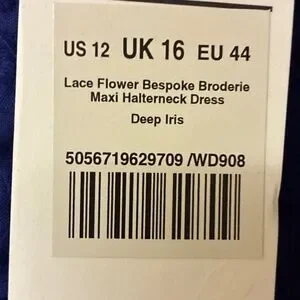 US 12 UK 16 EU 44
Lace Flower Bespoke Broderie
Maxi Halterneck Dress
Deep Iris
5056719629709 /WD908